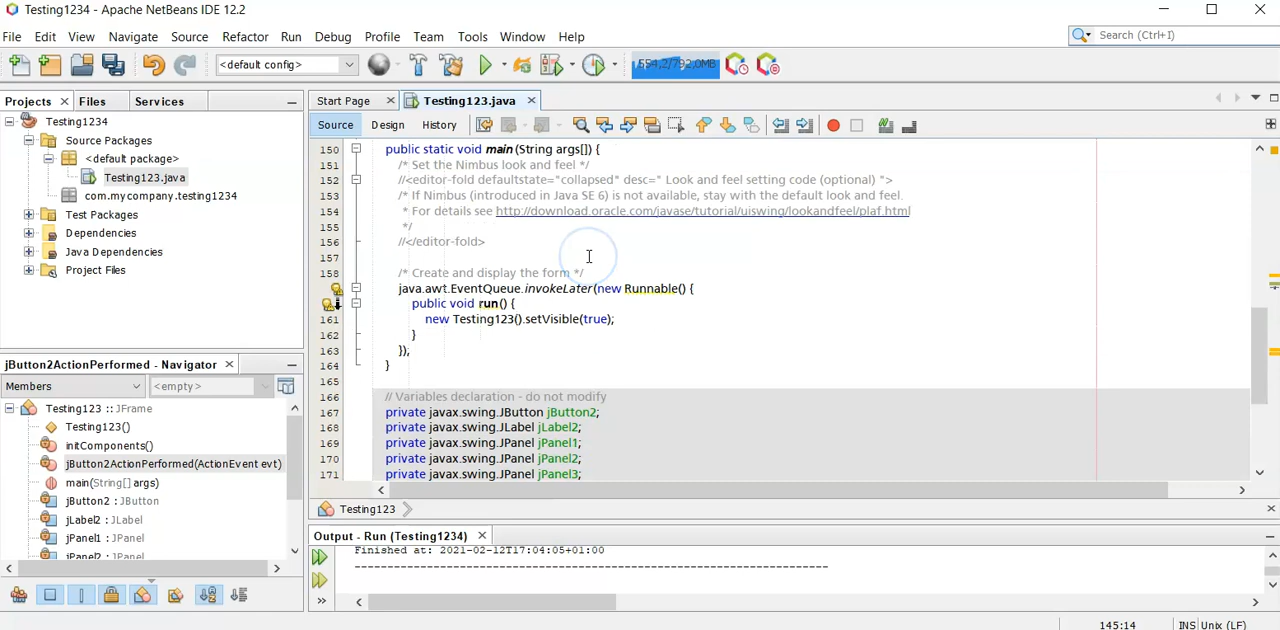 Testing1234 - Apache NetBeans IDE 12.2
File Edit View Navigate Source Refactor Run Debug Profile Team Tools Window Help
Search (Ctrl+I)
<default config>
554,2/792,0MB
Projects Files Services
Testing1234
Source Packages
<default package>
Testing123.java
com.mycompany.testing1234
Test Packages
Dependencies
Java Dependencies
Project Files
Start Page Testing123.java
Source Design History
150 public static void main(String args[]) {
151 /* Set the Nimbus look and feel */
152 //<editor-fold defaultstate="collapsed" desc=" Look and feel setting code (optional) ">
153 /* If Nimbus (introduced in Java SE 6) is not available, stay with the default look and feel.
154 * For details see http://download.oracle.com/javase/tutorial/uiswing/lookandfeel/plaf.html
155 */
156 //</editor-fold>
157
158 /* Create and display the form */
java.awt.EventQueue.invokeLater(new Runnable() {
public void run() {
161 new Testing123().setVisible(true);
162 }
163 });
164 }
165
166 // Variables declaration - do not modify
167 private javax.swing.JButton jButton2;
168 private javax.swing.JLabel jLabel2;
169 private javax.swing.JPanel jPanel1;
170 private javax.swing.JPanel jPanel2;
171 private javax.swing.JPanel jPanel3;
Testing123
jButton2ActionPerformed - Navigator
Members <empty>
Testing123 :: JFrame
Testing123()
initComponents()
jButton2ActionPerformed(ActionEvent evt)
main(String[] args)
jButton2 : JButton
jLabel2 : JLabel
jPanel1 : JPanel
jPanel2 : JPanel
Output - Run (Testing1234)
Finished at: 2021-02-12T17:04:05+01:00
------------------------------------------------------------------------
145:14 INS Unix (LF)